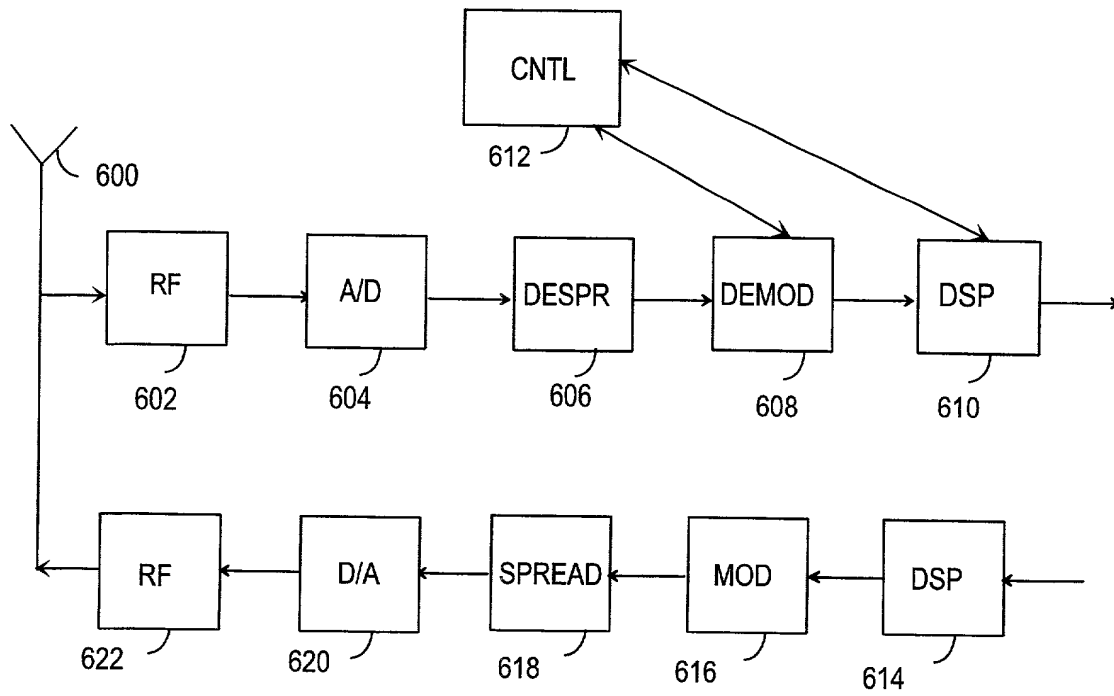 CNTL
612
600
RF
A/D
DESPR
DEMOD
DSP
602
604
606
608
610
RF
D/A
SPREAD
MOD
DSP
622
620
618
616
614